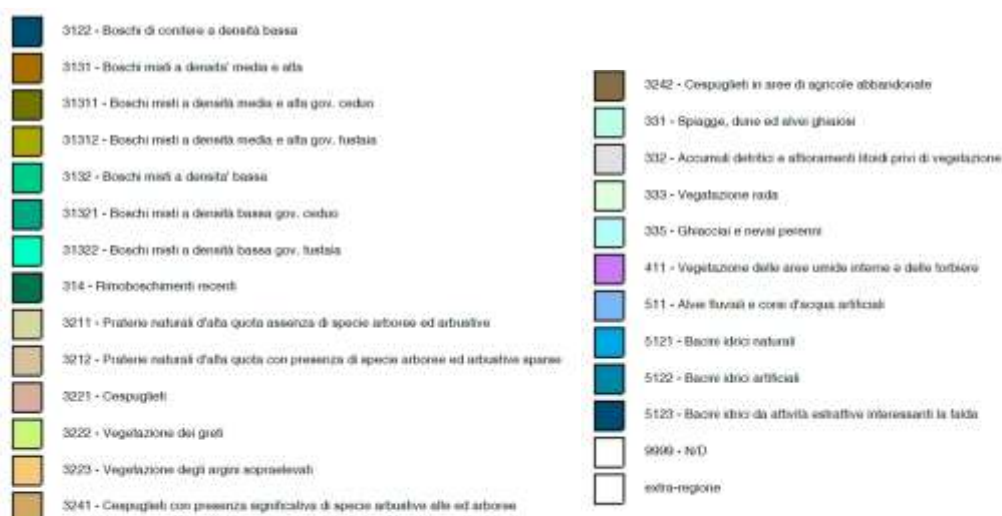 3122 - Boschi di conifere a densità bassa
3131 - Boschi misti a densita' media e alta
31311 - Boschi misti a densità media e alta gov. ceduo
31312 - Boschi misti a densità media e alta gov. fustaia
3132 - Boschi misti a densita' bassa
31321 - Boschi misti a densità bassa gov. ceduo
31322 - Boschi misti a densità bassa gov. fustaia
314 - Rimboschimenti recenti
3211 - Praterie naturali d'alta quota assenza di specie arboree ed arbustive
3212 - Praterie naturali d'alta quota con presenza di specie arboree ed arbustive sparse
3221 - Cespuglieti
3222 - Vegetazione dei greti
3223 - Vegetazione degli argini sopraelevati
3241 - Cespuglieti con presenza significativa di specie arbustive alte ed arboree
3242 - Cespuglieti in aree di agricole abbandonate
331 - Spiagge, dune ed alvei ghiaiosi
332 - Accumuli detritici e affioramenti litoidi privi di vegetazione
333 - Vegetazione rada
335 - Ghiacciai e nevai perenni
411 - Vegetazione delle aree umide interne e delle torbiere
511 - Alvei fluviali e corsi d'acqua artificiali
5121 - Bacini idrici naturali
5122 - Bacini idrici artificiali
5123 - Bacini idrici da attività estrattive interessanti la falda
9999 - N/D
extra-regione